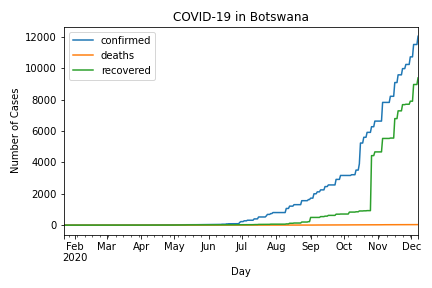 COVID-19 in Botswana
confirmed
deaths
recovered
Number of Cases
12000
10000
8000
6000
4000
2000
0
Feb Mar Apr May Jun Jul Aug Sep Oct Nov Dec
2020
Day